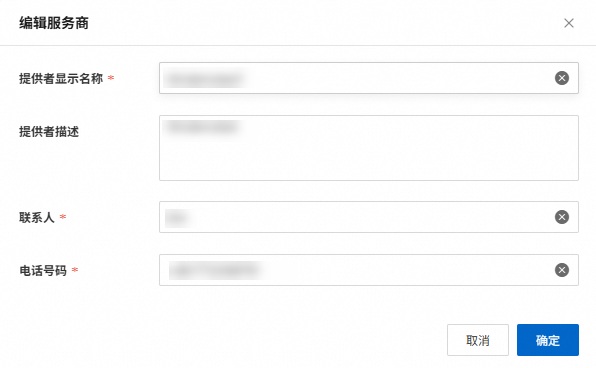 编辑服务商
提供者显示名称 *
提供者描述
联系人 *
电话号码 *
取消 确定